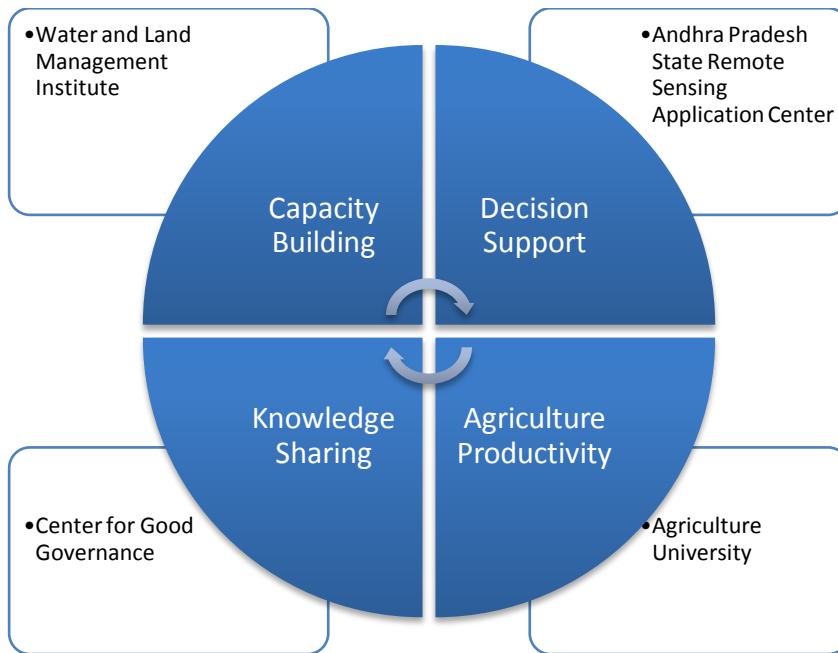 •Water and Land
Management
Institute
•Andhra Pradesh
State Remote
Sensing
Application Center
Capacity
Building
Decision
Support
Knowledge
Sharing
Agriculture
Productivity
•Center for Good
Governance
•Agriculture
University